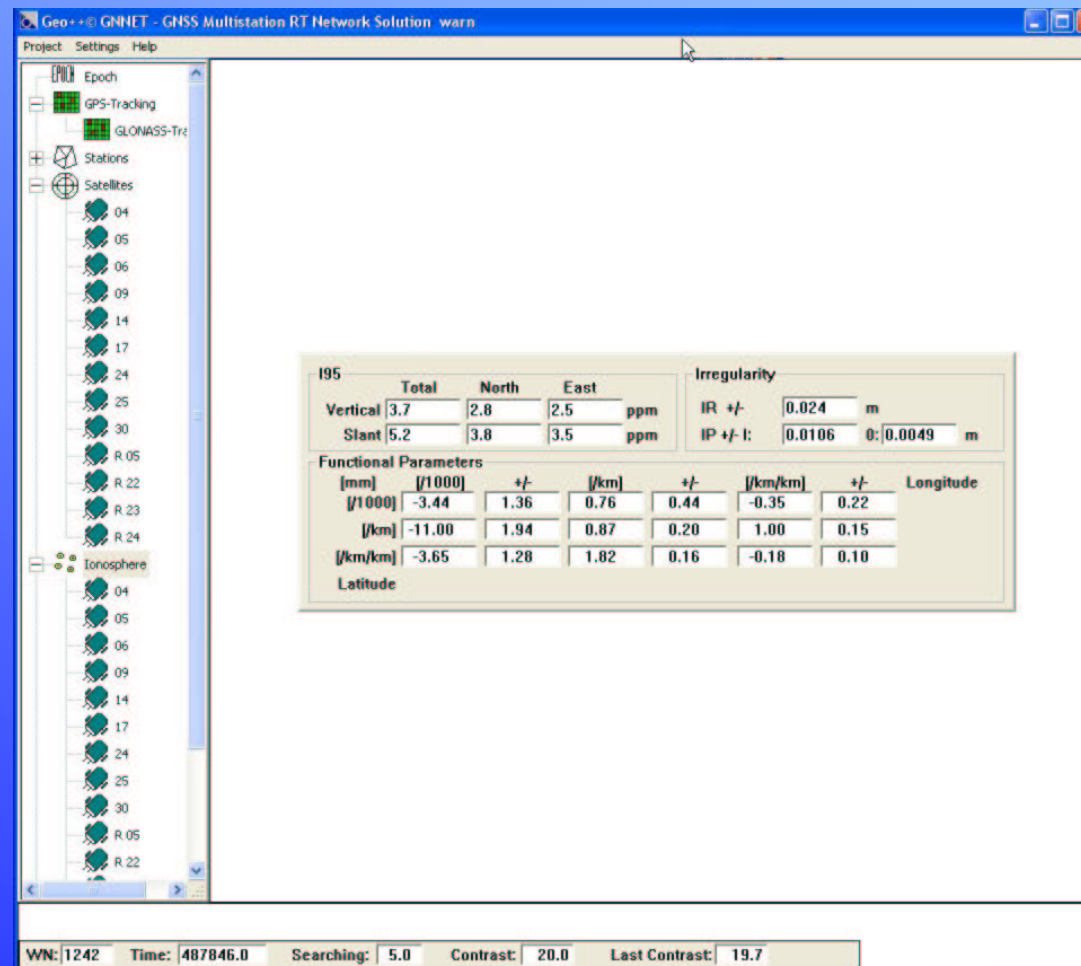 Geo++© GNNET - GNSS Multistation RT Network Solution warn
Project Settings Help
EPOCH Epoch
GPS-Tracking
GLONASS-Tra
Stations
Satellites
04
05
06
09
14
17
24
25
30
R 05
R 22
R 23
R 24
Ionosphere
04
05
06
09
14
17
24
25
30
R 05
R 22
I95
Total North East
Vertical 3.7 2.8 2.5 ppm
Slant 5.2 3.8 3.5 ppm
Irregularity
IR +/- 0.024 m
IP +/- I: 0.0106 0: 0.0049 m
Functional Parameters
[mm] [/1000] +/- [/km] +/- [/km/km] +/- Longitude
[/1000] -3.44 1.36 0.76 0.44 -0.35 0.22
[/km] -11.00 1.94 0.87 0.20 1.00 0.15
[/km/km] -3.65 1.28 1.82 0.16 -0.18 0.10
Latitude
WN: 1242 Time: 487846.0 Searching: 5.0 Contrast: 20.0 Last Contrast: 19.7